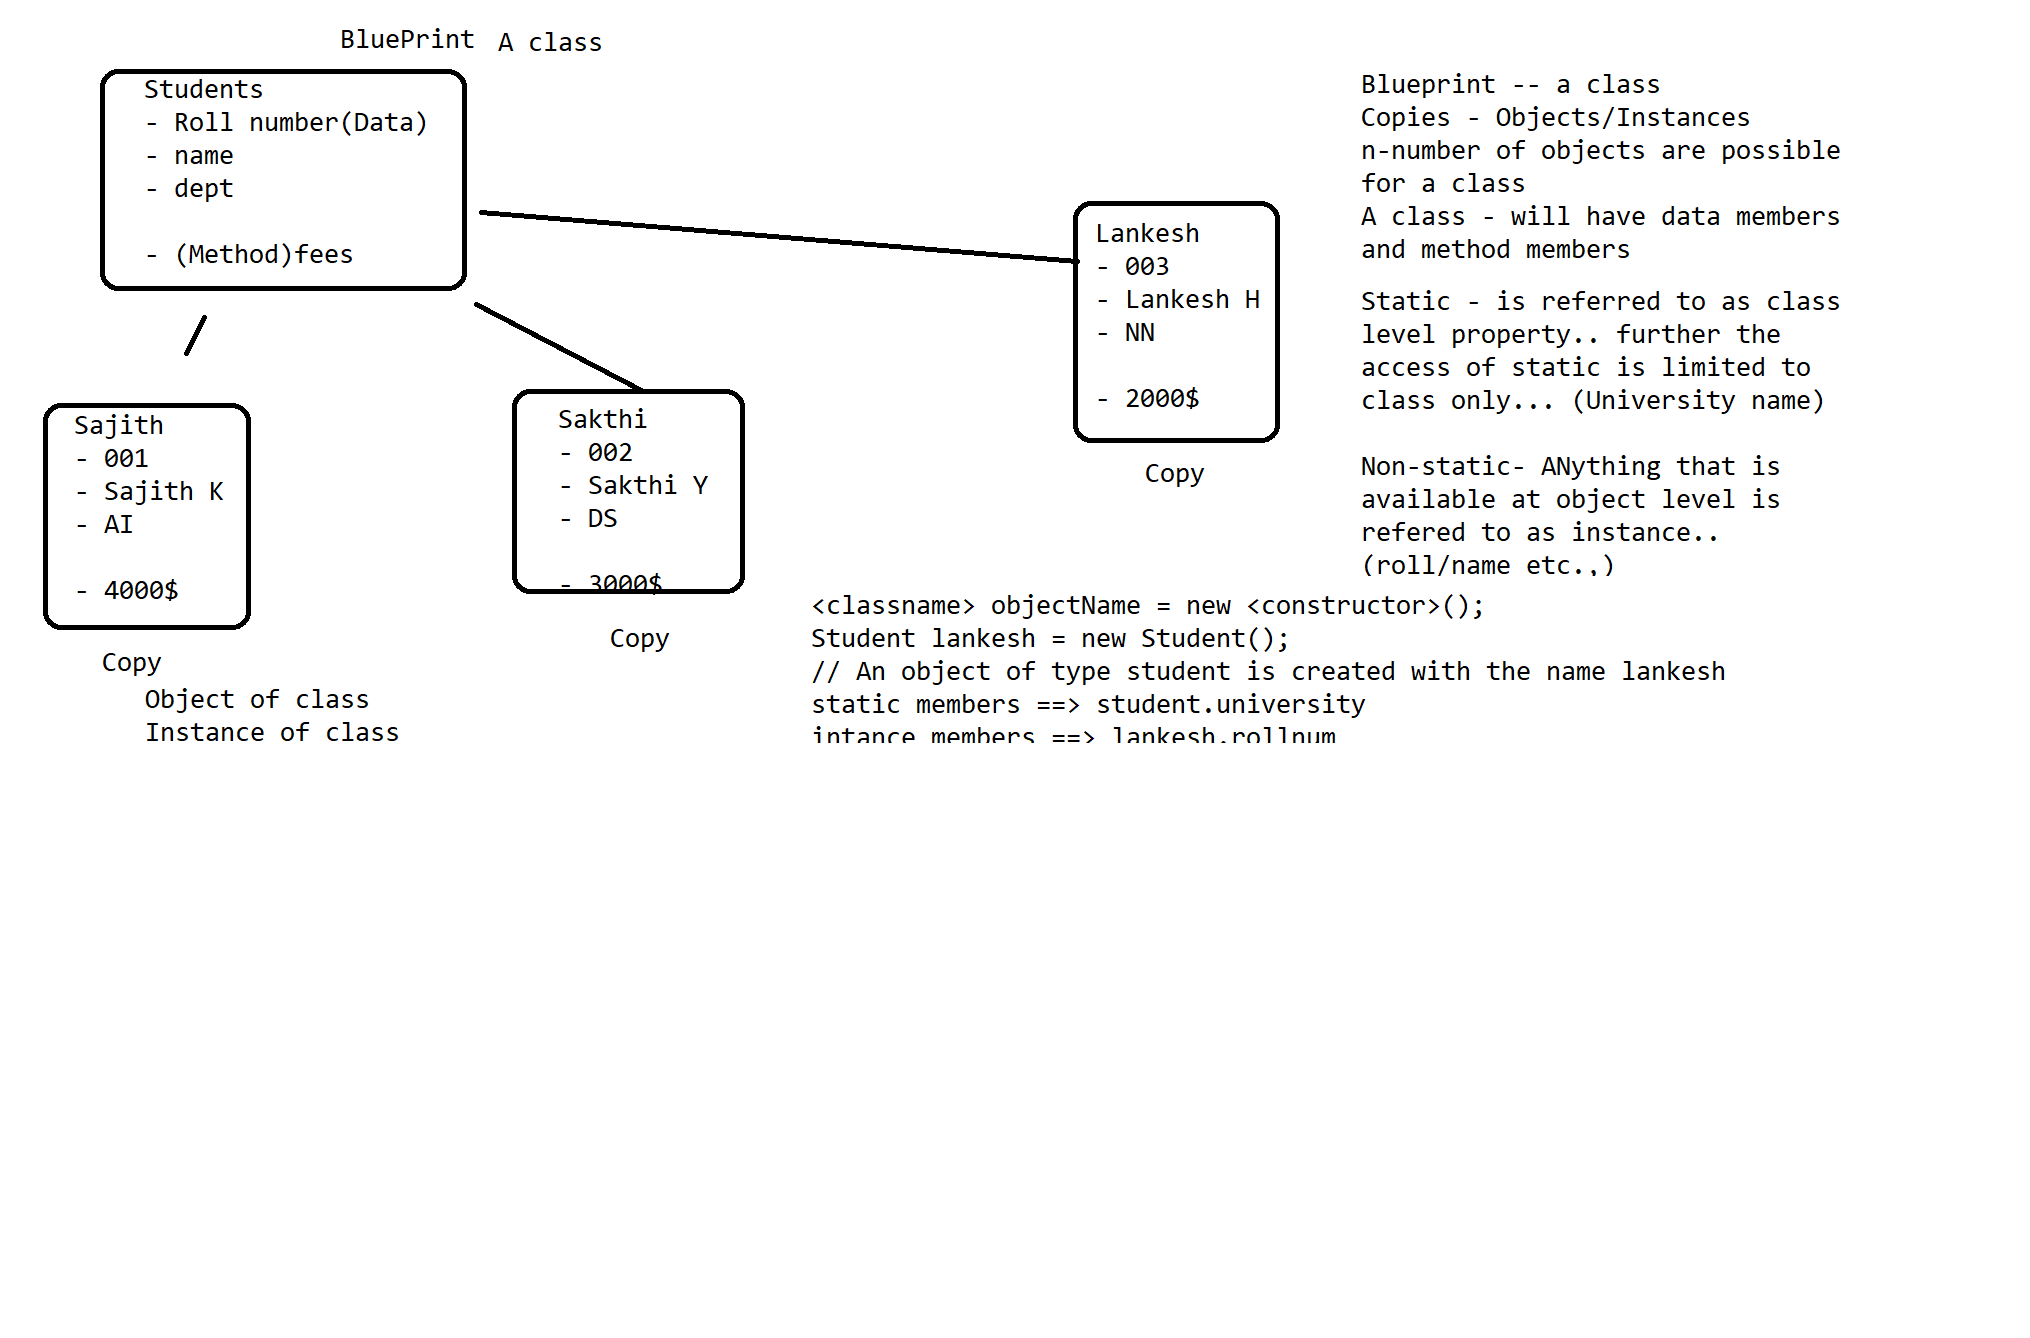 BluePrint A class
Students
- Roll number(Data)
- name
- dept
- (Method)fees
Sajith
- 001
- Sajith K
- AI
- 4000$
Copy
Object of class
Instance of class
Sakthi
- 002
- Sakthi Y
- DS
- 3000$
Copy
Lankesh
- 003
- Lankesh H
- NN
- 2000$
Copy
Blueprint -- a class
Copies - Objects/Instances
n-number of objects are possible
for a class
A class - will have data members
and method members
Static - is referred to as class
level property.. further the
access of static is limited to
class only... (University name)
Non-static- ANything that is
available at object level is
refered to as instance..
(roll/name etc.,)
<classname> objectName = new <constructor>();
Student lankesh = new Student();
// An object of type student is created with the name lankesh
static members ==> student.university
intance members ==> lankesh.rollnum